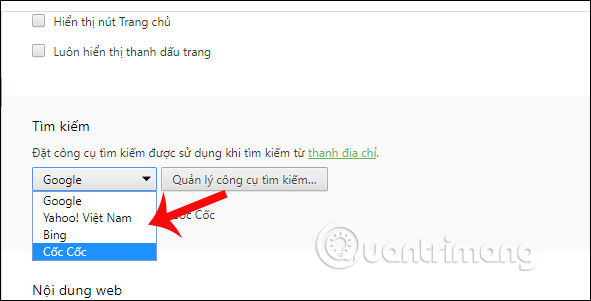 Hiển thị nút Trang chủ
Luôn hiển thị thanh dấu trang
Tìm kiếm
Đặt công cụ tìm kiếm được sử dụng khi tìm kiếm từ thanh địa chỉ.
Google
Quản lý công cụ tìm kiếm...
Google
Yahoo! Việt Nam
Bing
Cốc Cốc
Cốc Cốc
Quantrimang
Nội dung web